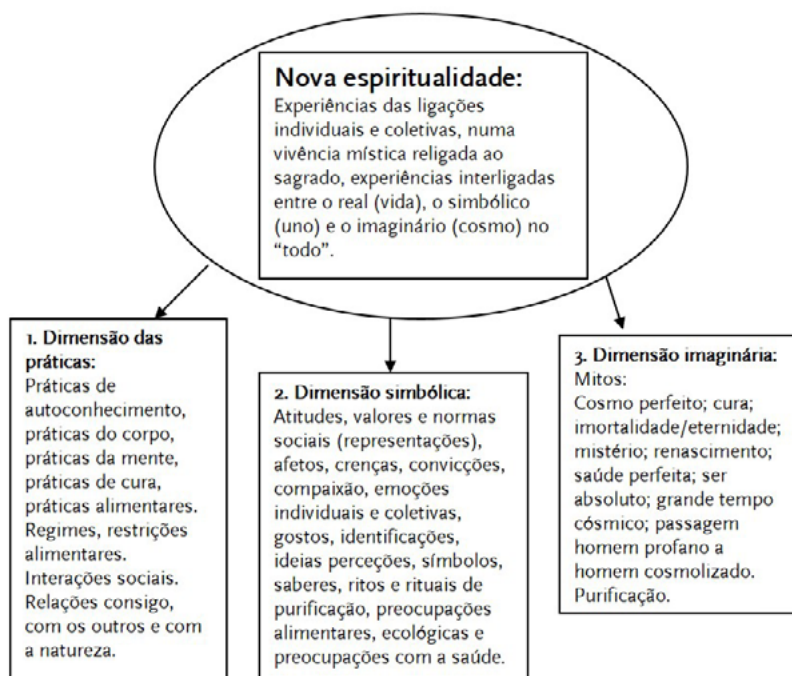 Nova espiritualidade:
Experiências das ligações
individuais e coletivas, numa
vivência mística religada ao
sagrado, experiências interligadas
entre o real (vida), o simbólico
(uno) e o imaginário (cosmo) no
“todo”.
1. Dimensão das
práticas:
Práticas de
autoconhecimento,
práticas do corpo,
práticas da mente,
práticas de cura,
práticas alimentares.
Regimes, restrições
alimentares.
Interações sociais.
Relações consigo,
com os outros e com
a natureza.
2. Dimensão simbólica:
Atitudes, valores e normas
sociais (representações),
afetos, crenças, convicções,
compaixão, emoções
individuais e coletivas,
gostos, identificações,
ideias perceções, símbolos,
saberes, ritos e rituais de
purificação, preocupações
alimentares, ecológicas e
preocupações com a saúde.
3. Dimensão imaginária:
Mitos:
Cosmo perfeito; cura;
imortalidade/eternidade;
mistério; renascimento;
saúde perfeita; ser
absoluto; grande tempo
cósmico; passagem
homem profano a
homem cosmolizado.
Purificação.